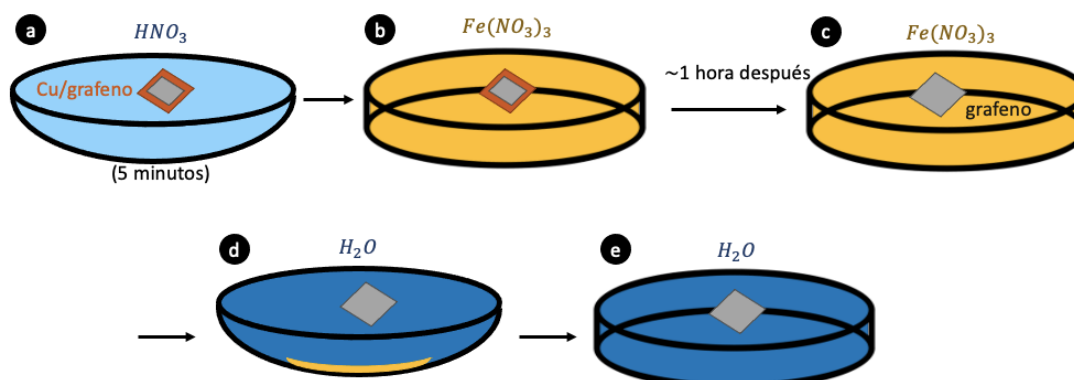 a
HNO₃
Cu/grafeno
(5 minutos)
b
Fe(NO₃)₃
~1 hora después
c
Fe(NO₃)₃
grafeno
d
H₂O
e
H₂O